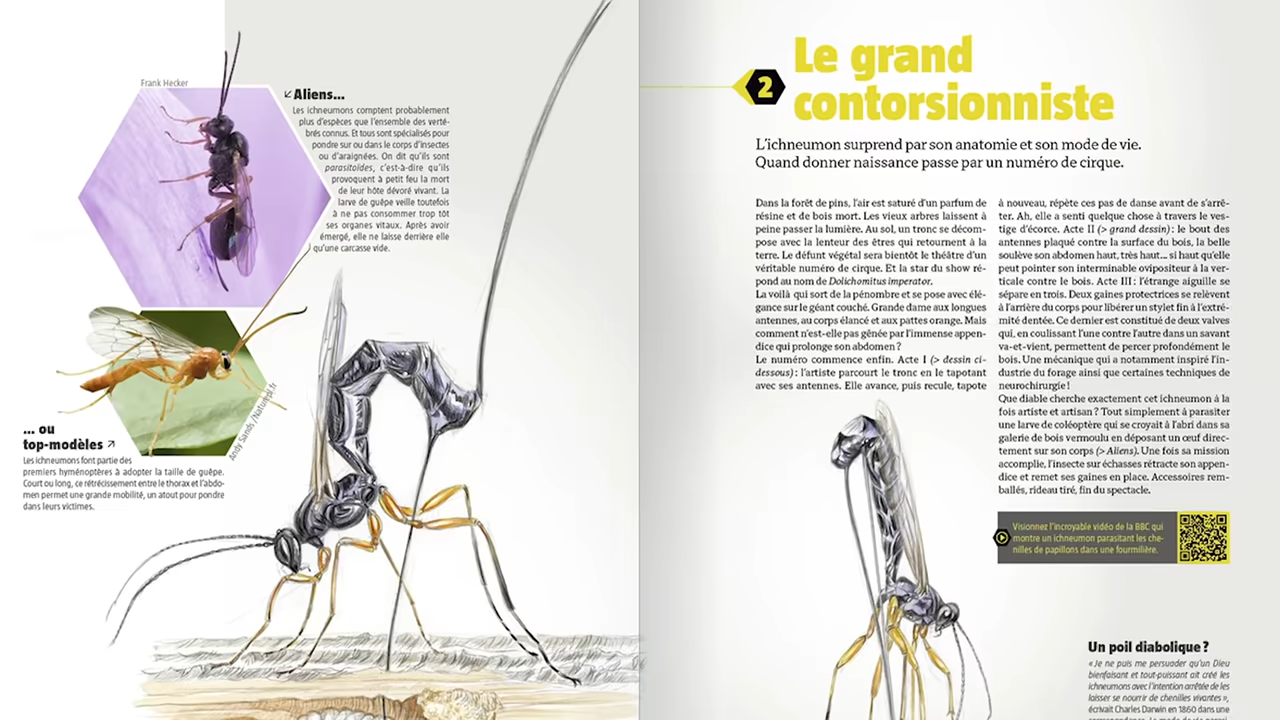 Frank Hecker
Aliens...
Les ichneumons comptent probablement
plus d'espèces que l'ensemble des verté-
brés connus. Et tous sont spécialisés pour
pondre sur ou dans le corps d'insectes
ou d'araignées. On dit qu'ils sont
parasitoïdes, c'est-à-dire qu'ils
provoquent à petit feu la mort
de leur hôte dévoré vivant. La
larve de guêpe veille toutefois
à ne pas consommer trop tôt
ses organes vitaux. Après avoir
émergé, elle ne laisse derrière elle
qu'une carcasse vide.
... ou
top-modèles
Les ichneumons font partie des
premiers hyménoptères à adopter la taille de guêpe.
Court ou long, ce rétrécissement entre le thorax et l'abdo-
men permet une grande mobilité, un atout pour pondre
dans leurs victimes.
Andy Sands / Naturepl.fr
2
Le grand
contorsionniste
L'ichneumon surprend par son anatomie et son mode de vie.
Quand donner naissance passe par un numéro de cirque.
Dans la forêt de pins, l'air est saturé d'un parfum de
résine et de bois mort. Les vieux arbres laissent à
peine passer la lumière. Au sol, un tronc se décom-
pose avec la lenteur des êtres qui retournent à la
terre. Le défunt végétal sera bientôt le théâtre d'un
véritable numéro de cirque. Et la star du show ré-
pond au nom de Dolichomitus imperator.
La voilà qui sort de la pénombre et se pose avec élé-
gance sur le géant couché. Grande dame aux longues
antennes, au corps élancé et aux pattes orange. Mais
comment n'est-elle pas gênée par l'immense appen-
dice qui prolonge son abdomen ?
Le numéro commence enfin. Acte I (> dessin ci-
dessous) : l'artiste parcourt le tronc en le tapotant
avec ses antennes. Elle avance, puis recule, tapote
à nouveau, répète ces pas de danse avant de s'arrê-
ter. Ah, elle a senti quelque chose à travers le ves-
tige d'écorce. Acte II (> grand dessin) : le bout des
antennes plaqué contre la surface du bois, la belle
soulève son abdomen haut, très haut... si haut qu'elle
peut pointer son interminable ovipositeur à la ver-
ticale contre le bois. Acte III : l'étrange aiguille se
sépare en trois. Deux gaines protectrices se relèvent
à l'arrière du corps pour libérer un stylet fin à l'extré-
mité dentée. Ce dernier est constitué de deux valves
qui, en coulissant l'une contre l'autre dans un savant
va-et-vient, permettent de percer profondément le
bois. Une mécanique qui a notamment inspiré l'in-
dustrie du forage ainsi que certaines techniques de
neurochirurgie !
Que diable cherche exactement cet ichneumon à la
fois artiste et artisan ? Tout simplement à parasiter
une larve de coléoptère qui se croyait à l'abri dans sa
galerie de bois vermoulu en déposant un œuf direc-
tement sur son corps (> Aliens). Une fois sa mission
accomplie, l'insecte sur échasses rétracte son appen-
dice et remet ses gaines en place. Accessoires rem-
ballés, rideau tiré, fin du spectacle.
Visionnez l'incroyable vidéo de la BBC qui
montre un ichneumon parasitant les che-
nilles de papillons dans une fourmilière.
Un poil diabolique ?
« Je ne puis me persuader qu'un Dieu
bienfaisant et tout-puissant ait créé les
ichneumons avec l'intention arrêtée de les
laisser se nourrir de chenilles vivantes »,
écrivait Charles Darwin en 1860 dans une